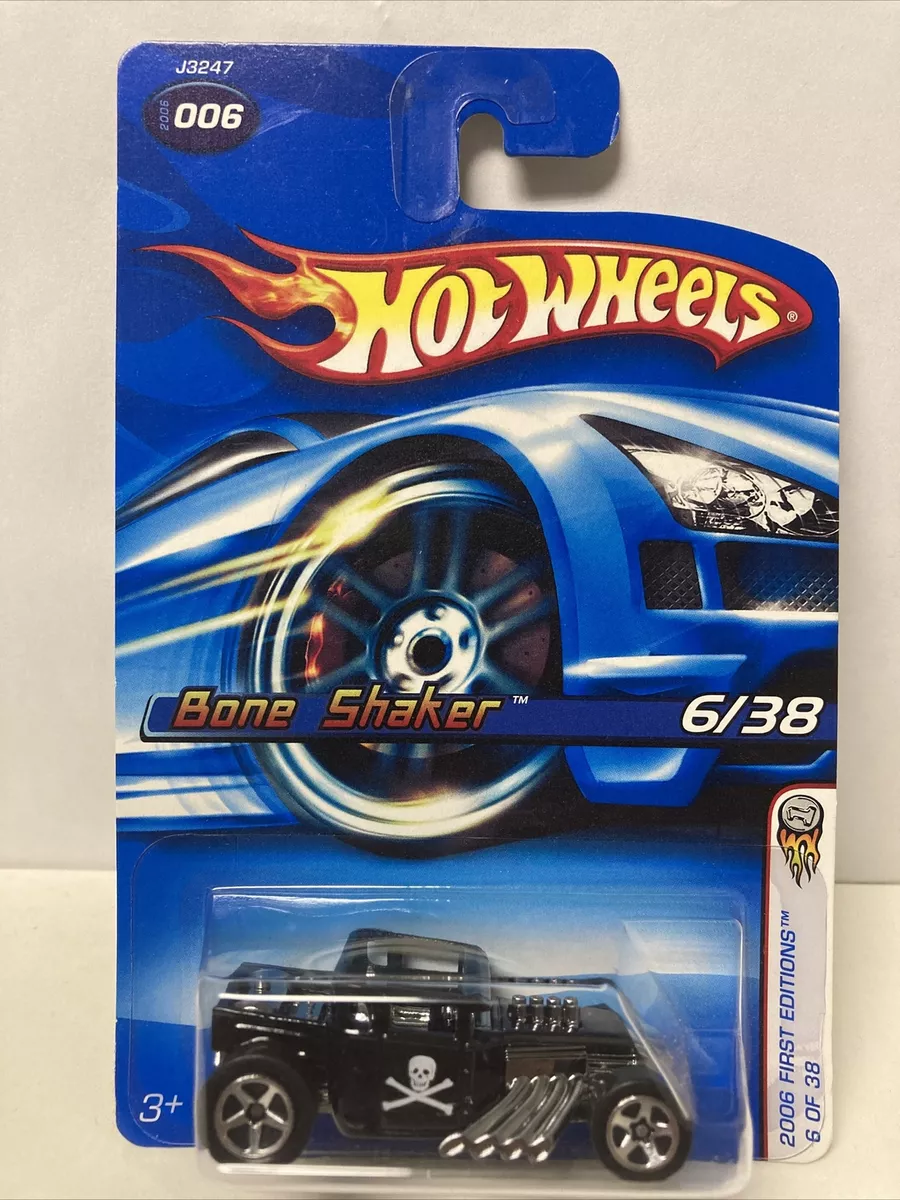 J3247
2006
006
HOT WHEELS®
Bone Shaker™
6/38
2006 FIRST EDITIONS™
6 OF 38
3+